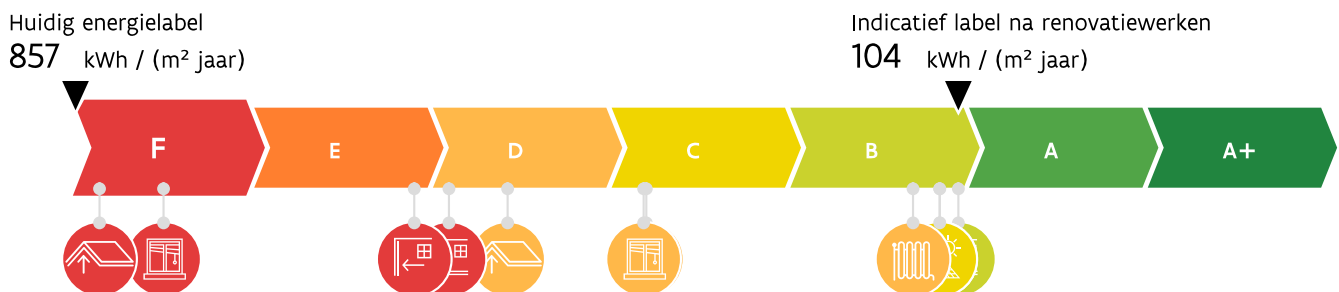 Huidig energielabel
857 kWh / (m² jaar)
Indicatief label na renovatiewerken
104 kWh / (m² jaar)
F E D C B A A+